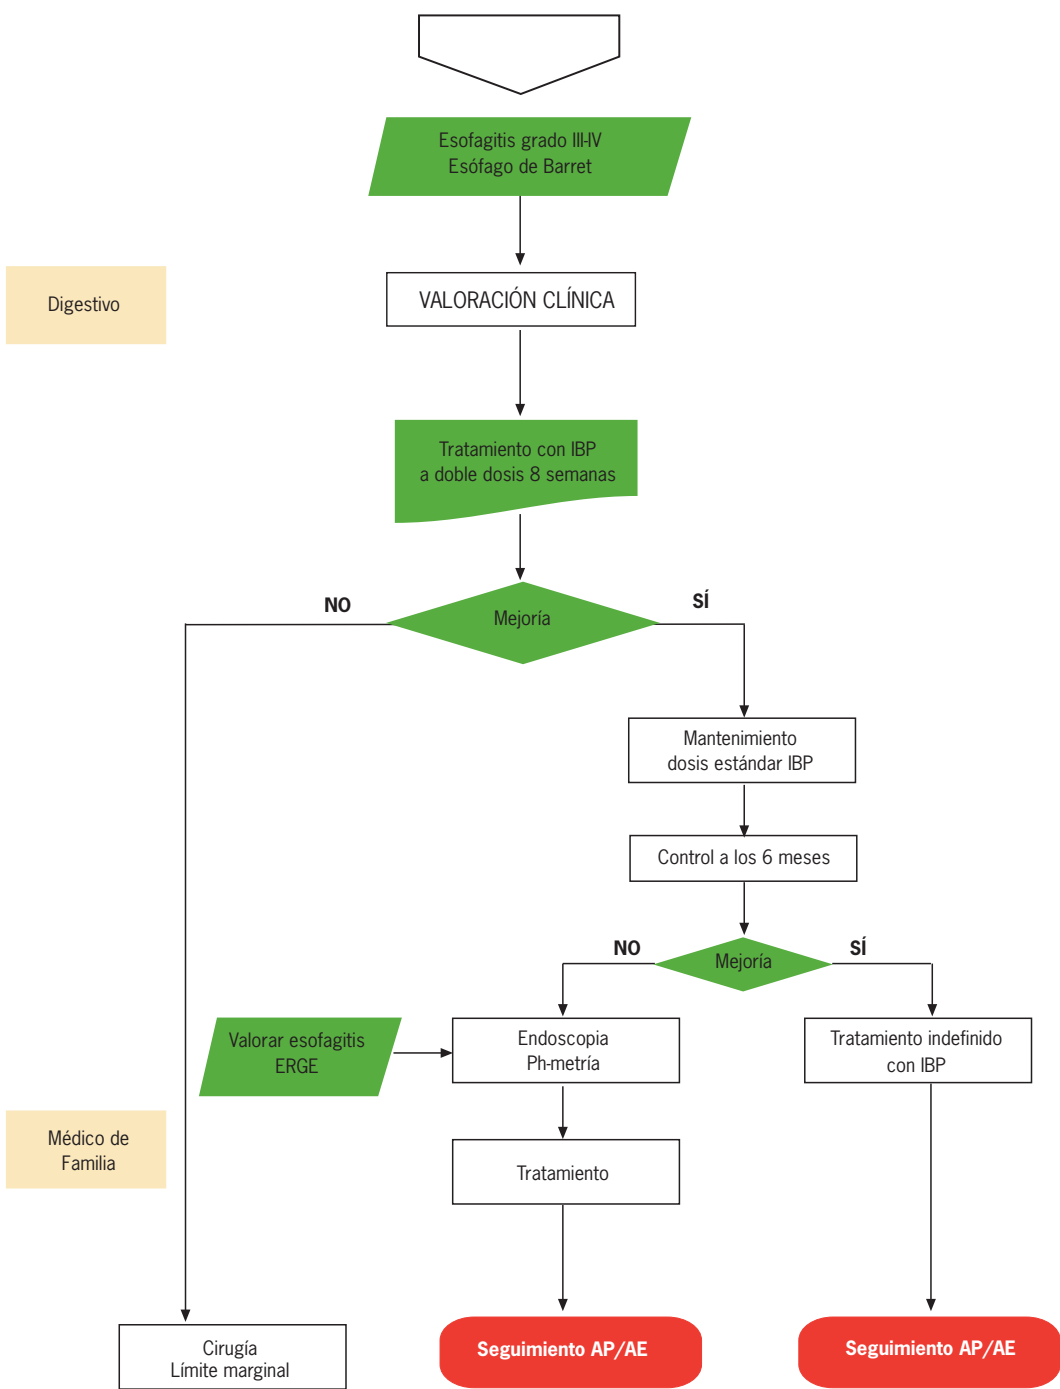 Esofagitis grado III-IV
Esófago de Barret
Digestivo
VALORACIÓN CLÍNICA
Tratamiento con IBP
a doble dosis 8 semanas
NO
SÍ
Mejoría
Mantenimiento
dosis estándar IBP
Control a los 6 meses
NO
SÍ
Mejoría
Valorar esofagitis
ERGE
Endoscopia
Ph-metría
Tratamiento indefinido
con IBP
Médico de
Familia
Tratamiento
Cirugía
Límite marginal
Seguimiento AP/AE
Seguimiento AP/AE